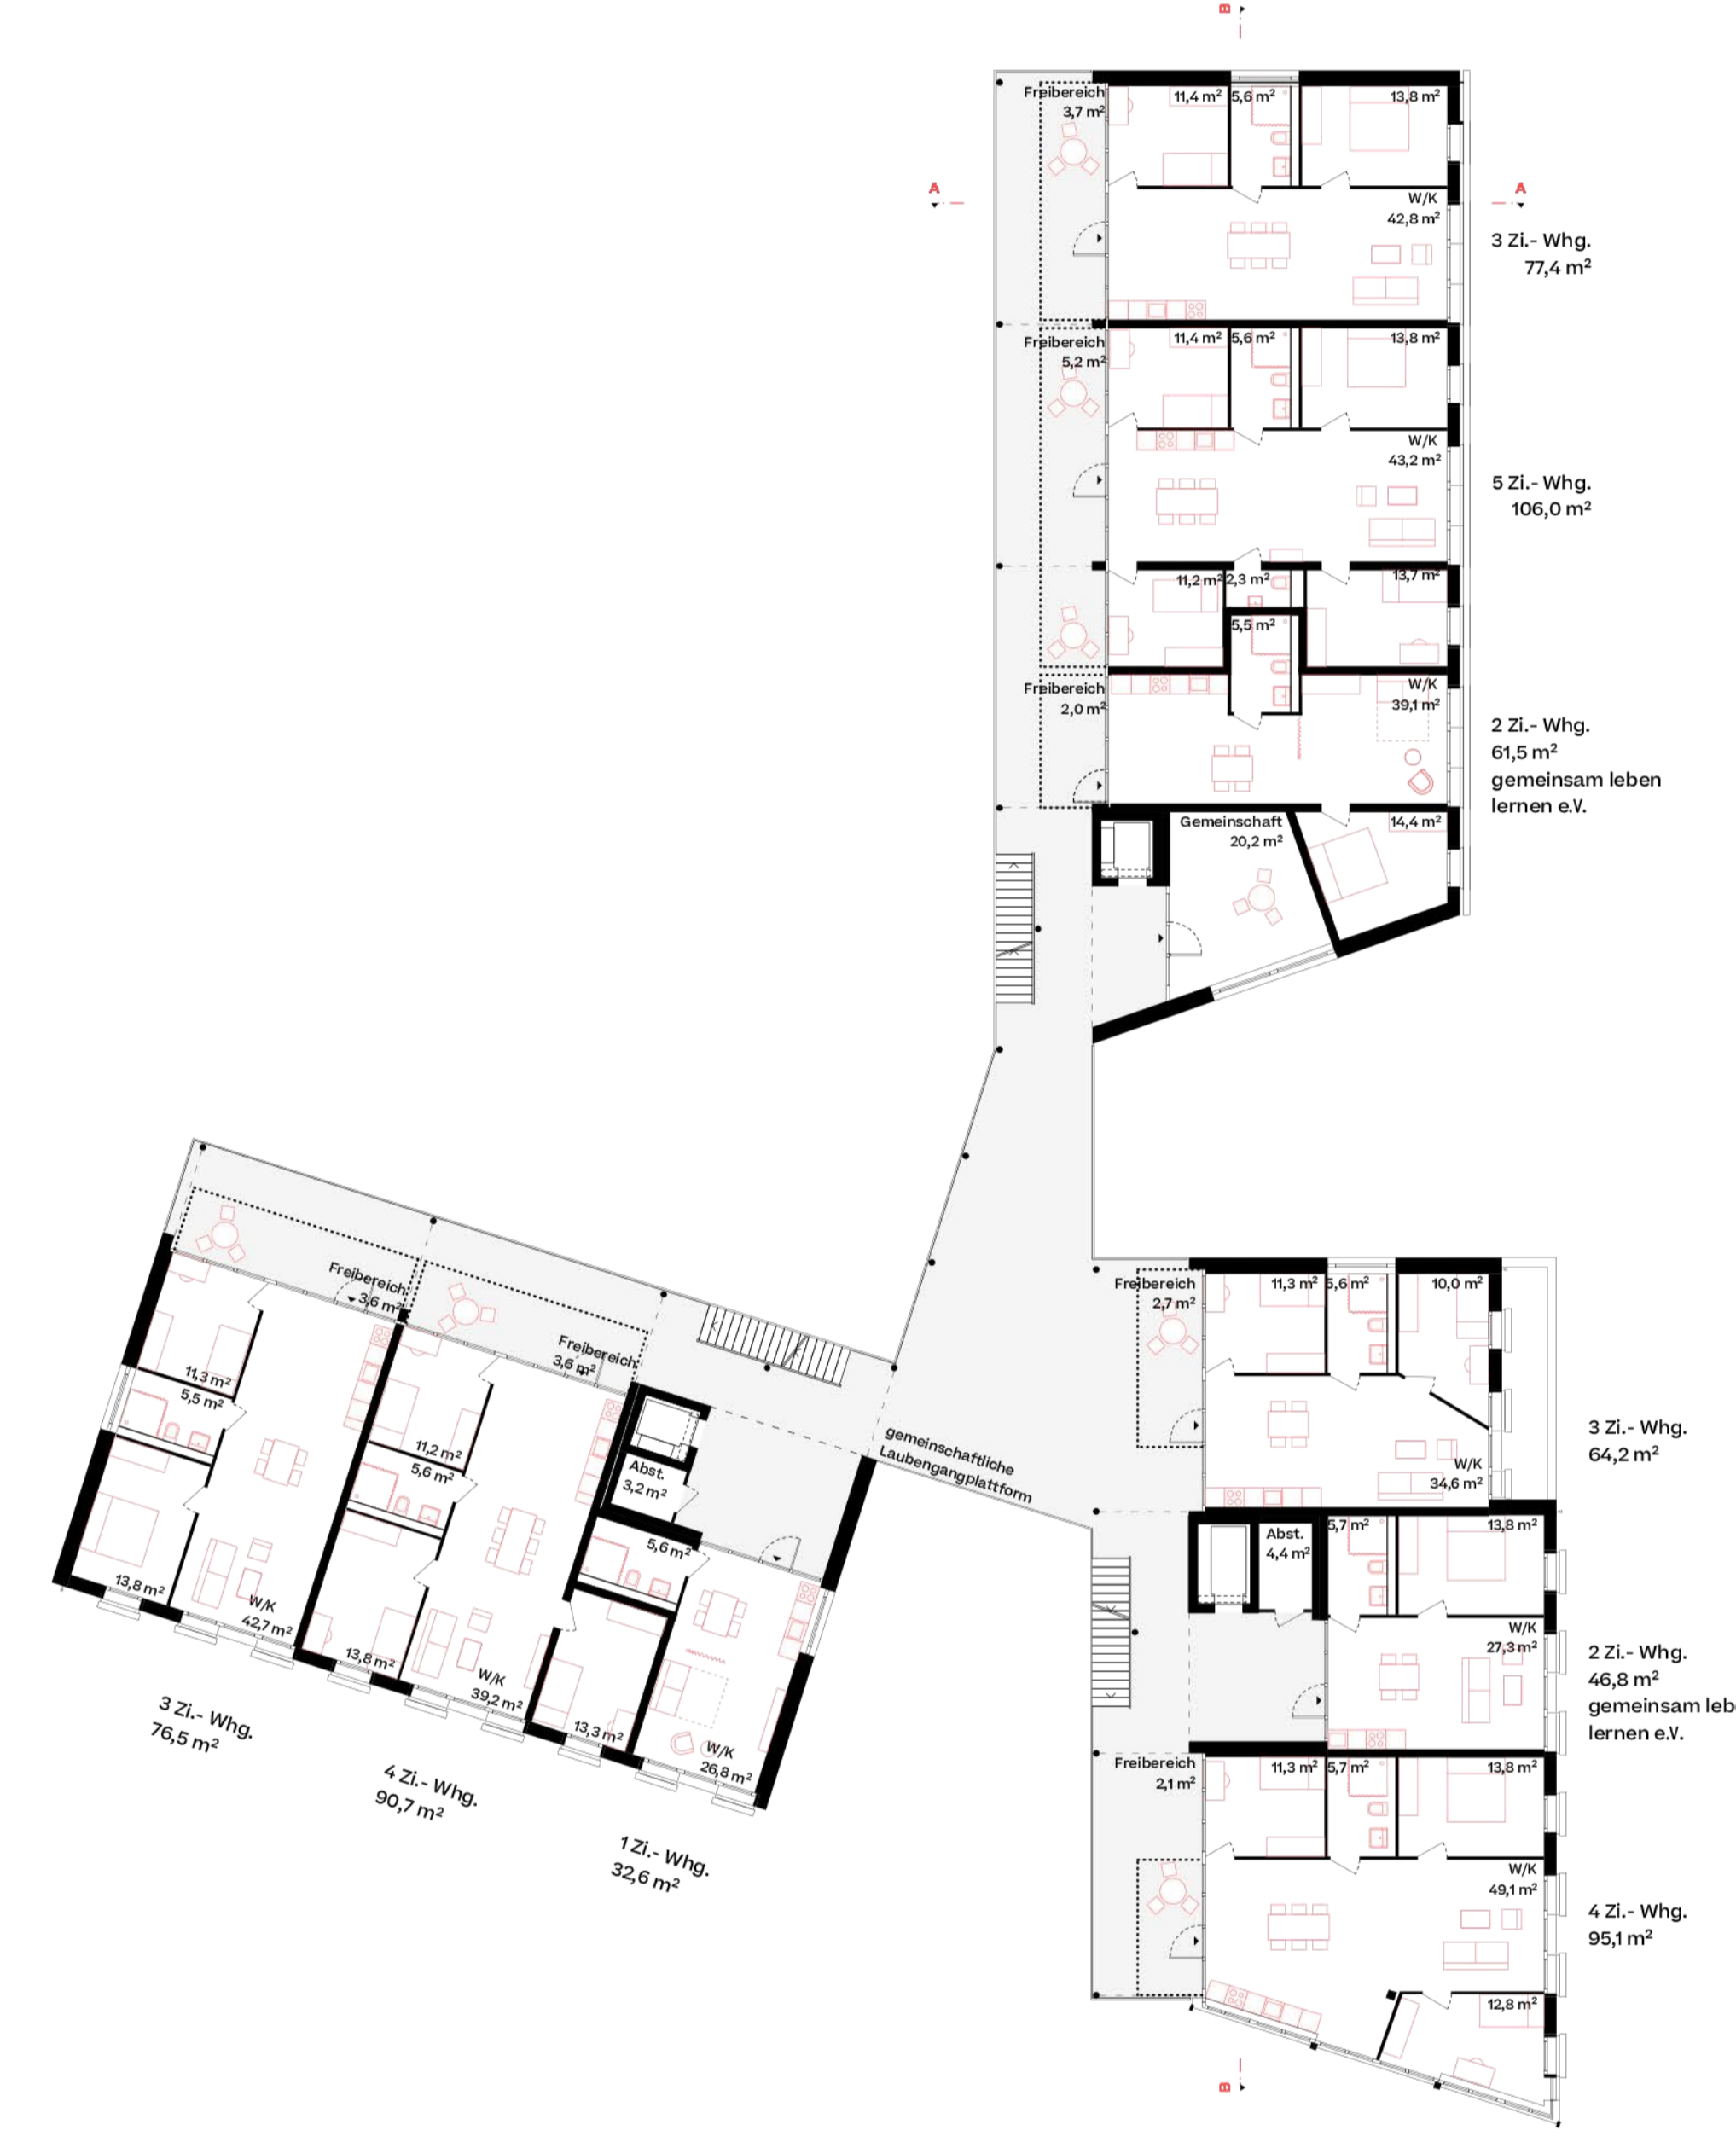 B
Freibereich
3,7 m²
11,4 m²
5,6 m²
13,8 m²
A
A
W/K
42,8 m²
3 Zi.- Whg.
77,4 m²
Freibereich
5,2 m²
11,4 m²
5,6 m²
13,8 m²
W/K
43,2 m²
5 Zi.- Whg.
106,0 m²
11,2 m²
2,3 m²
13,7 m²
5,5 m²
Freibereich
2,0 m²
W/K
39,1 m²
2 Zi.- Whg.
61,5 m²
gemeinsam leben
lernen e.V.
Gemeinschaft
20,2 m²
14,4 m²
Freibereich
3,6 m²
Freibereich
3,6 m²
11,3 m²
5,5 m²
13,8 m²
W/K
42,7 m²
3 Zi.- Whg.
76,5 m²
11,2 m²
5,6 m²
13,8 m²
W/K
39,2 m²
13,3 m²
4 Zi.- Whg.
90,7 m²
Abst.
3,2 m²
5,6 m²
W/K
26,8 m²
1 Zi.- Whg.
32,6 m²
gemeinschaftliche
Laubengangplattform
Freibereich
2,7 m²
11,3 m²
5,6 m²
10,0 m²
W/K
34,6 m²
3 Zi.- Whg.
64,2 m²
Abst.
4,4 m²
5,7 m²
13,8 m²
W/K
27,3 m²
2 Zi.- Whg.
46,8 m²
gemeinsam leb
lernen e.V.
Freibereich
2,1 m²
11,3 m²
5,7 m²
13,8 m²
W/K
49,1 m²
4 Zi.- Whg.
95,1 m²
12,8 m²
B